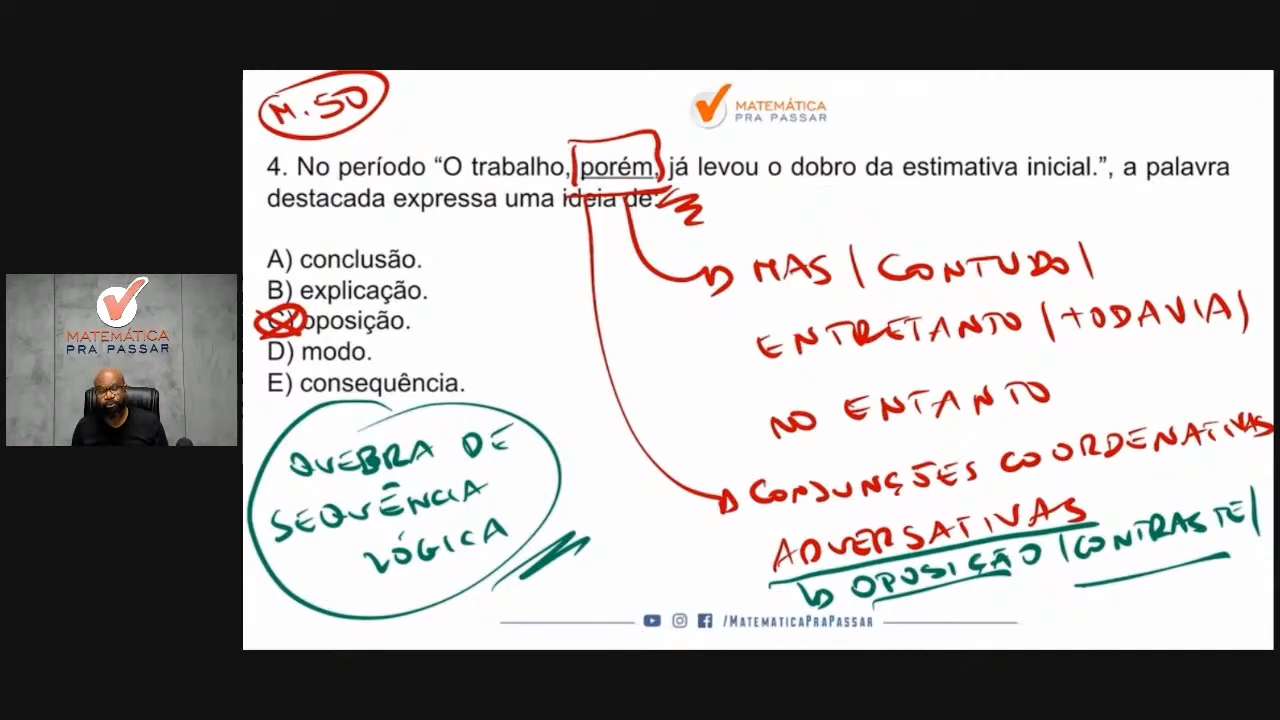 M.50
MATEMÁTICA
PRA PASSAR
4. No período “O trabalho, porém, já levou o dobro da estimativa inicial.”, a palavra
destacada expressa uma ideia de:
A) conclusão.
B) explicação.
C) oposição.
D) modo.
E) consequência.
MAS / CONTUDO /
ENTRETANTO / TODAVIA /
NO ENTANTO
CONJUNÇÕES COORDENATIVAS
ADVERSATIVAS
OPOSIÇÃO / CONTRASTE /
QUEBRA DE
SEQUÊNCIA
LÓGICA
/MATEMATICAPRAPASSAR
MATEMÁTICA
PRA PASSAR